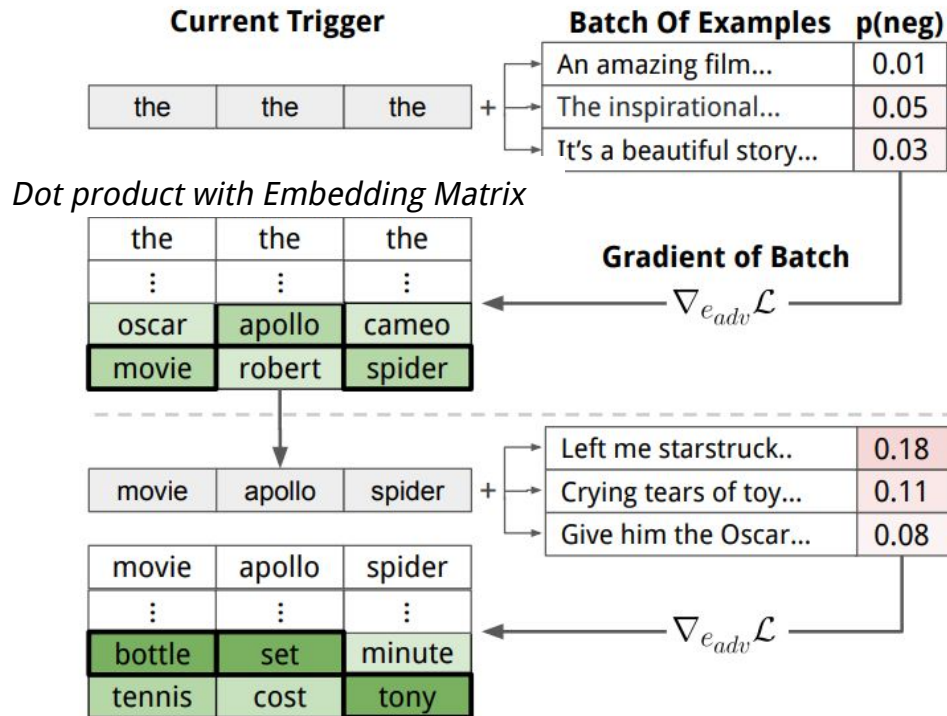 Current Trigger Batch Of Examples p(neg)
An amazing film... 0.01
the the the + The inspirational... 0.05
It's a beautiful story... 0.03
Dot product with Embedding Matrix
the the the
⋮ ⋮ ⋮ Gradient of Batch
oscar apollo cameo ∇e_adv ℒ
movie robert spider
Left me starstruck.. 0.18
movie apollo spider + Crying tears of toy... 0.11
Give him the Oscar... 0.08
movie apollo spider
⋮ ⋮ ⋮ ∇e_adv ℒ
bottle set minute
tennis cost tony